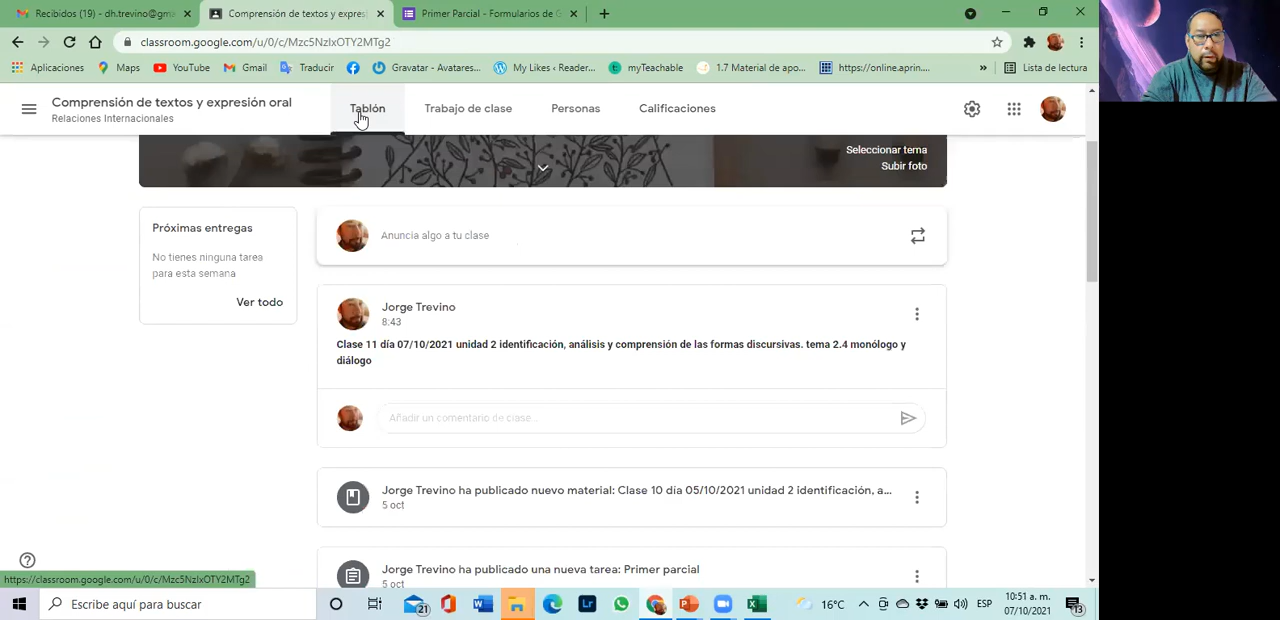 Recibidos (19) - dh.trevino@gma
Comprensión de textos y expres
Primer Parcial - Formularios de G
classroom.google.com/u/0/c/Mzc5NzIxOTY2MTg2
Aplicaciones
Maps
YouTube
Gmail
Traducir
Gravatar - Avatares...
My Likes ‹ Reader...
myTeachable
1.7 Material de apo...
https://online.aprin...
»
Lista de lectura
Comprensión de textos y expresión oral
Relaciones Internacionales
Tablón
Trabajo de clase
Personas
Calificaciones
Seleccionar tema
Subir foto
Próximas entregas
No tienes ninguna tarea
para esta semana
Ver todo
Anuncia algo a tu clase
Jorge Trevino
8:43
Clase 11 día 07/10/2021 unidad 2 identificación, análisis y comprensión de las formas discursivas. tema 2.4 monólogo y
diálogo
Añadir un comentario de clase...
Jorge Trevino ha publicado nuevo material: Clase 10 día 05/10/2021 unidad 2 identificación, a...
5 oct
Jorge Trevino ha publicado una nueva tarea: Primer parcial
5 oct
https://classroom.google.com/u/0/c/Mzc5NzIxOTY2MTg2
Escribe aquí para buscar
21
16°C
ESP
10:51 a. m.
07/10/2021
13